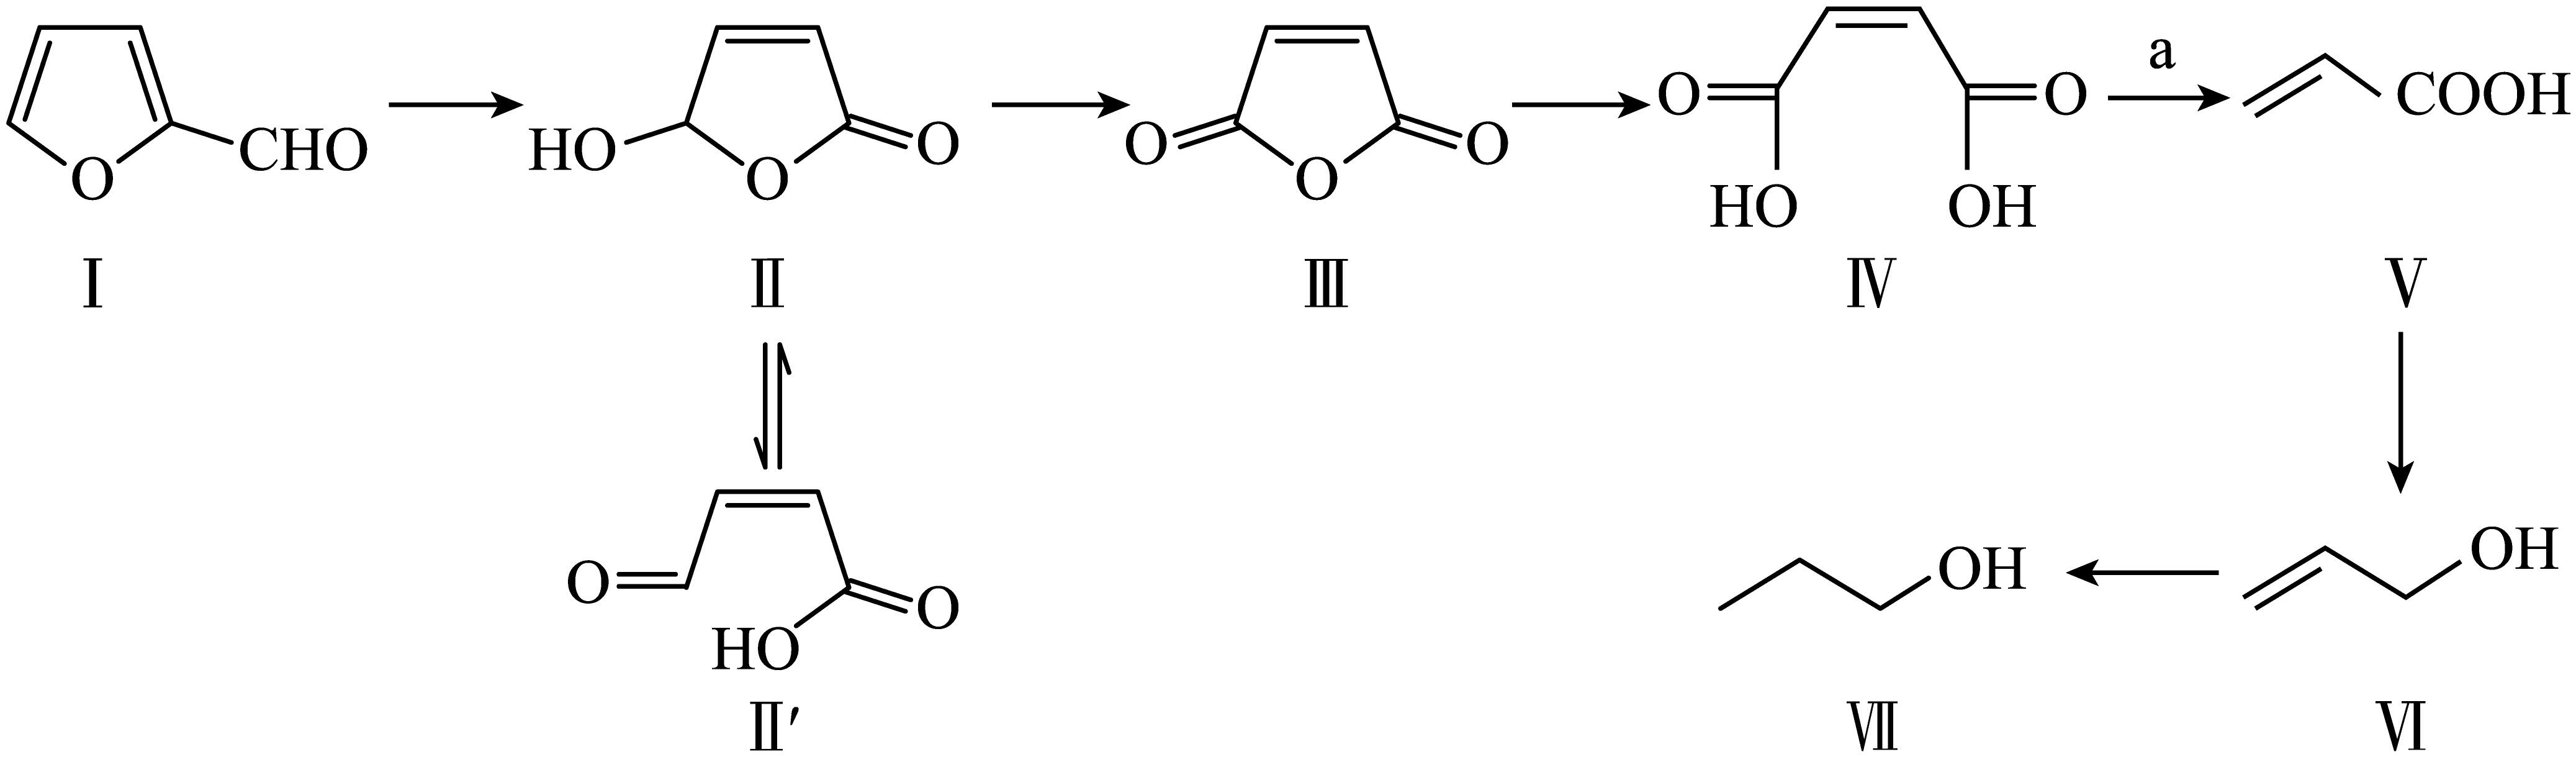 O CHO
HO O O
O O O
O O
HO OH
a
COOH
Ⅰ Ⅱ Ⅲ Ⅳ Ⅴ
O O
HO
OH
OH
Ⅱ′ Ⅶ Ⅵ